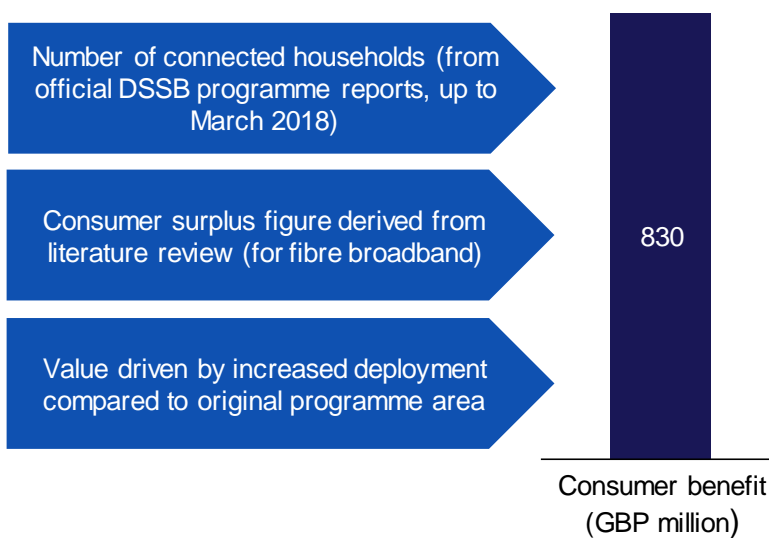 Number of connected households (from
official DSSB programme reports, up to
March 2018)
Consumer surplus figure derived from
literature review (for fibre broadband)
Value driven by increased deployment
compared to original programme area
830
Consumer benefit
(GBP million)